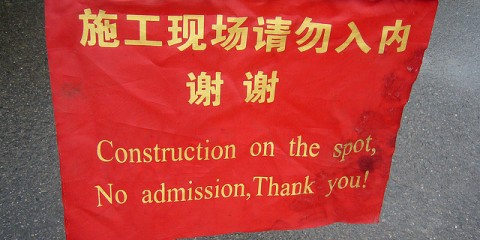 施工现场请勿入内
谢谢
Construction on the spot,
No admission,Thank you!